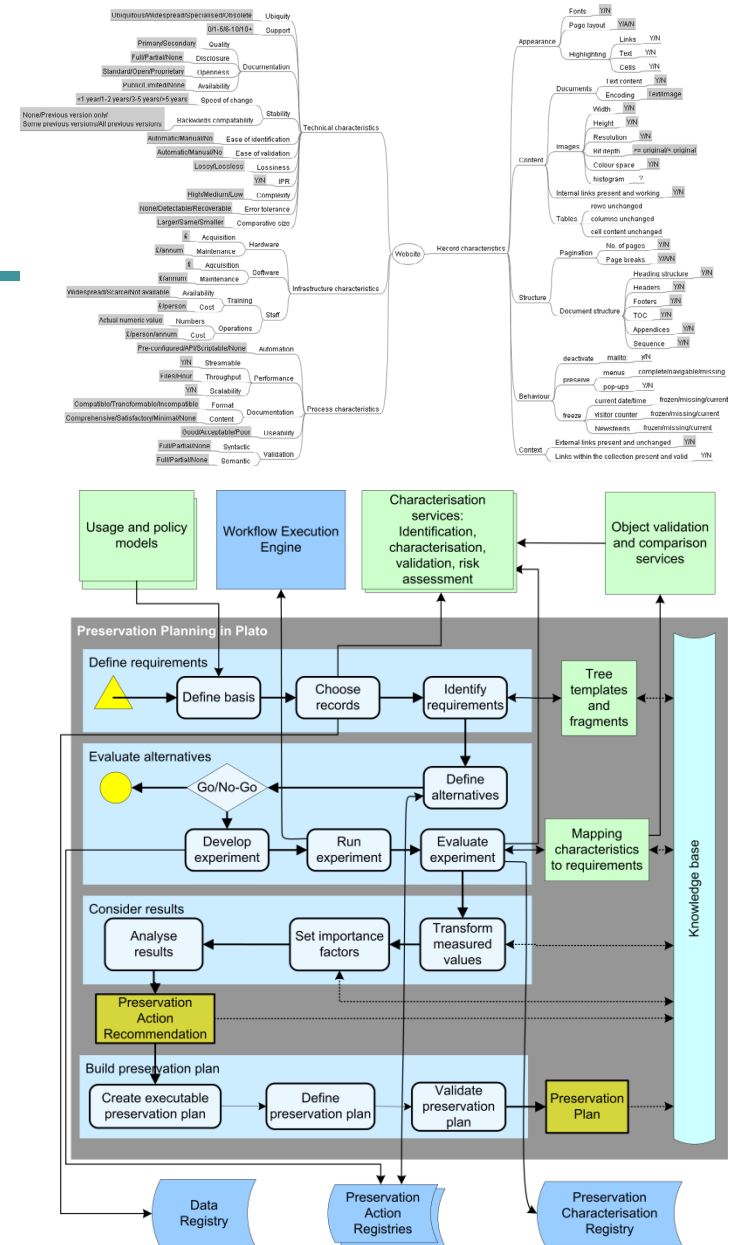 Ubiquitous/Widespread/Specialised/Obsolete Ubiquity
0/1-5/6-10/10+ Support
Primary/Secondary Quality
Full/Partial/None Disclosure
Documentation
Standard/Open/Proprietary Openness
Public/Limited/None Availability
<1 year/1-2 years/3-5 years/>5 years Speed of change
Stability
None/Previous version only/
Some previous versions/All previous versions Backwards compatibility
Technical characteristics
Automatic/Manual/No Ease of identification
Automatic/Manual/No Ease of validation
Lossy/Lossless Lossiness
Y/N IPR
High/Medium/Low Complexity
None/Detectable/Recoverable Error tolerance
Larger/Same/Smaller Comparative size
£ Acquisition
Hardware
£/annum Maintenance
£ Acquisition
Software
£/annum Maintenance
Infrastructure characteristics
Widespread/Scarce/Not available Availability
Training
£/person Cost
Staff
Actual numeric value Numbers
Operations
£/person/annum Cost
Pre-configured/API/Scriptable/None Automation
Y/N Streamable
Files/Hour Throughput
Performance
Y/N Scalability
Process characteristics
Compatible/Transformable/Incompatible Format
Documentation
Comprehensive/Satisfactory/Minimal/None Content
Good/Acceptable/Poor Useability
Full/Partial/None Syntactic
Validation
Full/Partial/None Semantic
Website
Record characteristics
Appearance
Fonts Y/N
Page layout Y/A/N
Highlighting
Links Y/N
Text Y/N
Cells Y/N
Content
Documents
Text content Y/N
Encoding Text/Image
Images
Width Y/N
Height Y/N
Resolution Y/N
Bit depth >= original/< original
Colour space Y/N
histogram ?
Internal links present and working Y/N
Tables
rows unchanged
columns unchanged
cell content unchanged
Structure
Pagination
No. of pages Y/N
Page breaks Y/A/N
Document structure
Heading structure Y/N
Headers Y/N
Footers Y/N
TOC Y/N
Appendices Y/N
Sequence Y/N
Behaviour
deactivate mailto: y/N
preserve
menus complete/navigable/missing
pop-ups Y/N
freeze
current date/time frozen/missing/current
visitor counter frozen/missing/current
Newsfeeds frozen/missing/current
Context
External links present and unchanged Y/N
Links within the collection present and valid Y/N
Usage and policy
models
Workflow Execution
Engine
Characterisation
services:
Identification,
characterisation,
validation, risk
assessment
Object validation
and comparison
services
Preservation Planning in Plato
Define requirements
Define basis
Choose
records
Identify
requirements
Tree
templates
and
fragments
Evaluate alternatives
Go/No-Go
Define
alternatives
Develop
experiment
Run
experiment
Evaluate
experiment
Mapping
characteristics
to requirements
Knowledge base
Consider results
Analyse
results
Set importance
factors
Transform
measured
values
Preservation
Action
Recommendation
Build preservation plan
Create executable
preservation plan
Define
preservation plan
Validate
preservation
plan
Preservation
Plan
Data
Registry
Preservation
Action
Registries
Preservation
Characterisation
Registry